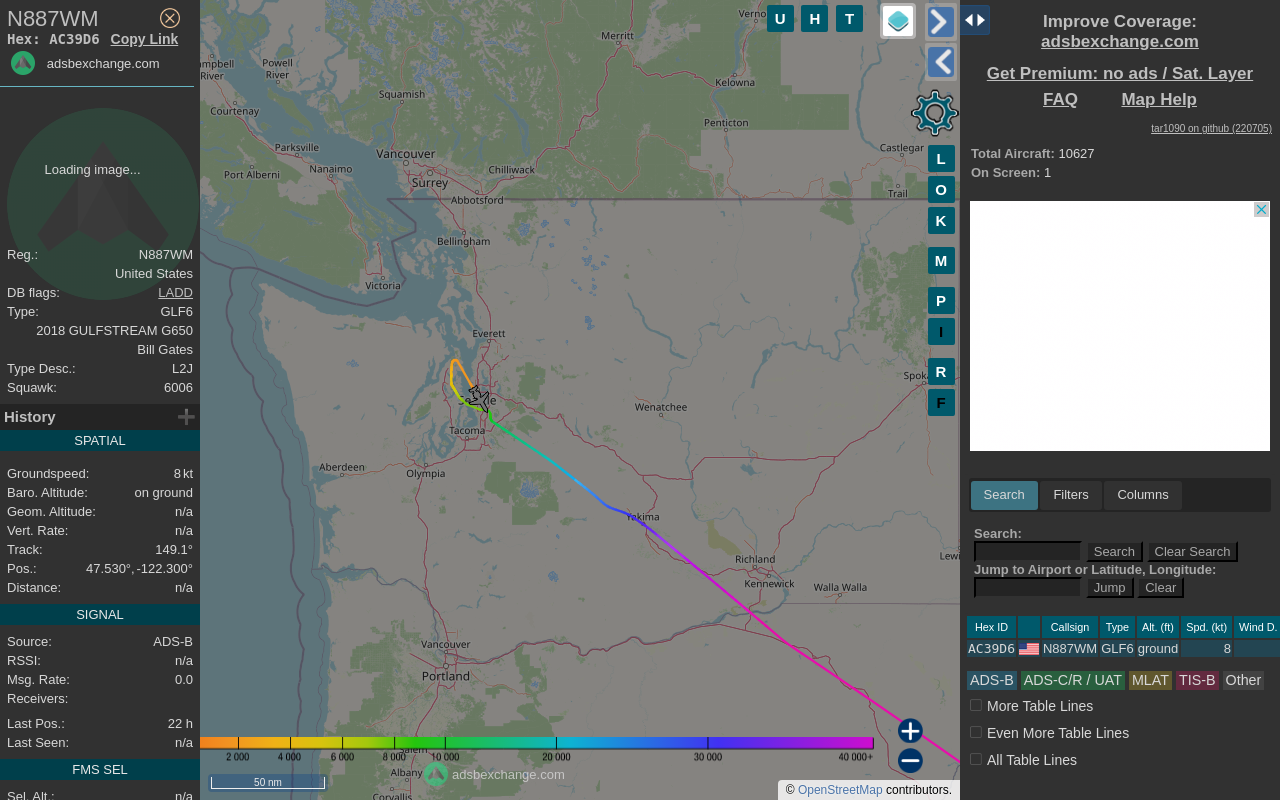 N887WM
Hex: AC39D6 Copy Link
adsbexchange.com
Loading image...
Reg.: N887WM
United States
DB flags: LADD
Type: GLF6
2018 GULFSTREAM G650
Bill Gates
Type Desc.: L2J
Squawk: 6006
History
SPATIAL
Groundspeed: 8 kt
Baro. Altitude: on ground
Geom. Altitude: n/a
Vert. Rate: n/a
Track: 149.1°
Pos.: 47.530°, -122.300°
Distance: n/a
SIGNAL
Source: ADS-B
RSSI: n/a
Msg. Rate: 0.0
Receivers:
Last Pos.: 22 h
Last Seen: n/a
FMS SEL
Sel. Alt.: n/a
U H T
Merritt
Powell
River
River
Squamish
Kelowna
Courtenay
Penticton
Parksville
Vancouver
Castlegar
Nanaimo
Port Alberni
Chilliwack
Surrey
Abbotsford
Trail
Bellingham
Victoria
Everett
Wenatchee
Tacoma
Aberdeen
Olympia
Yakima
Richland
Kennewick
Walla Walla
Vancouver
Portland
Salem
Albany
Corvallis
L
O
K
M
P
I
R
F
2 000 4 000 6 000 8 000 10 000 20 000 30 000 40 000+
50 nm
adsbexchange.com
© OpenStreetMap contributors.
Improve Coverage:
adsbexchange.com
Get Premium: no ads / Sat. Layer
FAQ Map Help
tar1090 on github (220705)
Total Aircraft: 10627
On Screen: 1
Search Filters Columns
Search:
Search Clear Search
Jump to Airport or Latitude, Longitude:
Jump Clear
Hex ID Callsign Type Alt. (ft) Spd. (kt) Wind D.
AC39D6 N887WM GLF6 ground 8
ADS-B ADS-C/R / UAT MLAT TIS-B Other
More Table Lines
Even More Table Lines
All Table Lines